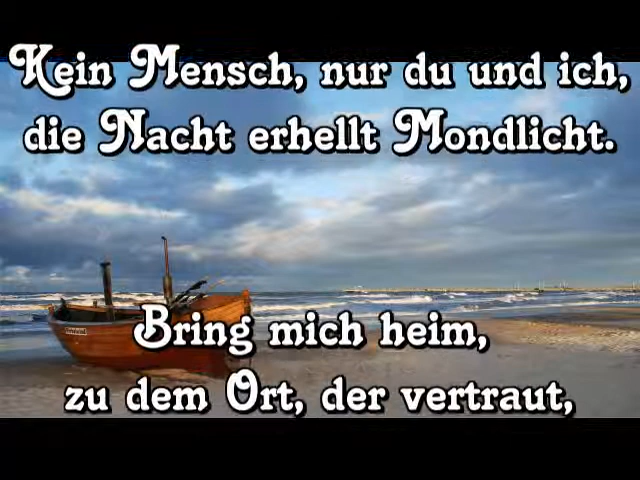 Kein Mensch, nur du und ich,
die Nacht erhellt Mondlicht.
Bring mich heim,
zu dem Ort, der vertraut,